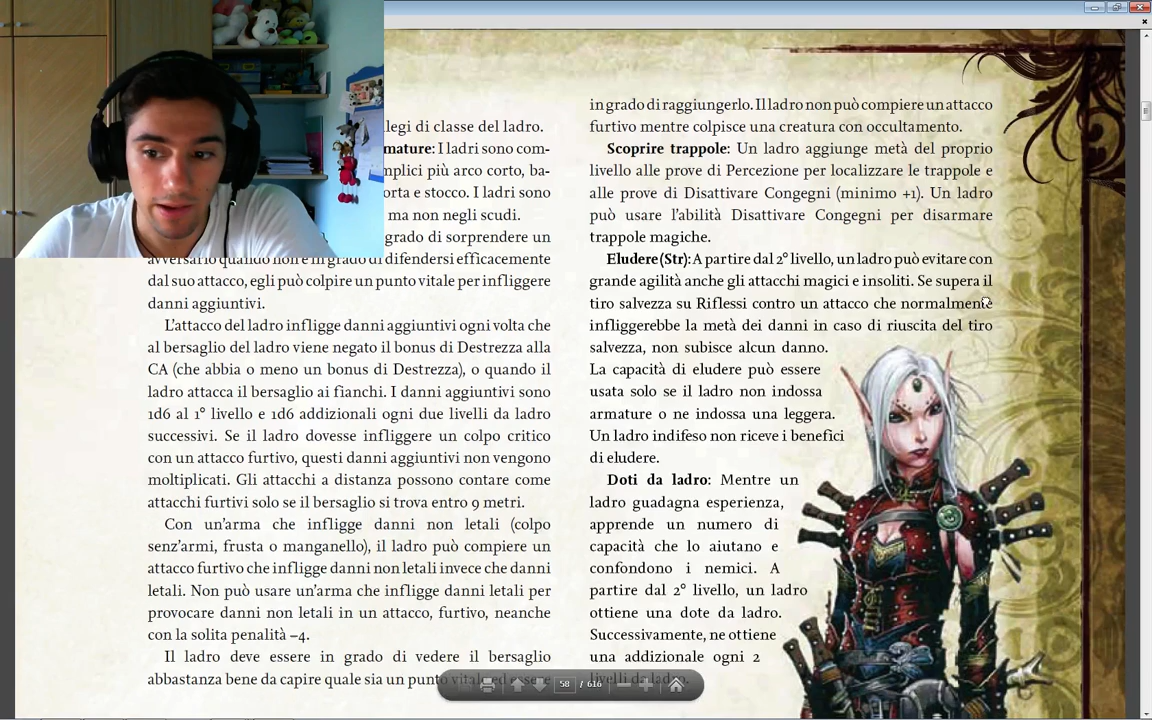 legi di classe del ladro.
mature: I ladri sono com-
mplici più arco corto, ba-
orta e stocco. I ladri sono
ma non negli scudi.
grado di sorprendere un
avversario quando non è in grado di difendersi efficacemente
dal suo attacco, egli può colpire un punto vitale per infliggere
danni aggiuntivi.
L'attacco del ladro infligge danni aggiuntivi ogni volta che
al bersaglio del ladro viene negato il bonus di Destrezza alla
CA (che abbia o meno un bonus di Destrezza), o quando il
ladro attacca il bersaglio ai fianchi. I danni aggiuntivi sono
1d6 al 1° livello e 1d6 addizionali ogni due livelli da ladro
successivi. Se il ladro dovesse infliggere un colpo critico
con un attacco furtivo, questi danni aggiuntivi non vengono
moltiplicati. Gli attacchi a distanza possono contare come
attacchi furtivi solo se il bersaglio si trova entro 9 metri.
Con un'arma che infligge danni non letali (colpo
senz'armi, frusta o manganello), il ladro può compiere un
attacco furtivo che infligge danni non letali invece che danni
letali. Non può usare un'arma che infligge danni letali per
provocare danni non letali in un attacco, furtivo, neanche
con la solita penalità –4.
Il ladro deve essere in grado di vedere il bersaglio
abbastanza bene da capire quale sia un punto vitale ed essere
in grado di raggiungerlo. Il ladro non può compiere un attacco
furtivo mentre colpisce una creatura con occultamento.
Scoprire trappole: Un ladro aggiunge metà del proprio
livello alle prove di Percezione per localizzare le trappole e
alle prove di Disattivare Congegni (minimo +1). Un ladro
può usare l'abilità Disattivare Congegni per disarmare
trappole magiche.
Eludere (Str): A partire dal 2° livello, un ladro può evitare con
grande agilità anche gli attacchi magici e insoliti. Se supera il
tiro salvezza su Riflessi contro un attacco che normalmente
infliggerebbe la metà dei danni in caso di riuscita del tiro
salvezza, non subisce alcun danno.
La capacità di eludere può essere
usata solo se il ladro non indossa
armature o ne indossa una leggera.
Un ladro indifeso non riceve i benefici
di eludere.
Doti da ladro: Mentre un
ladro guadagna esperienza,
apprende un numero di
capacità che lo aiutano e
confondono i nemici. A
partire dal 2° livello, un ladro
ottiene una dote da ladro.
Successivamente, ne ottiene
una addizionale ogni 2
livelli da ladro.
58 / 616